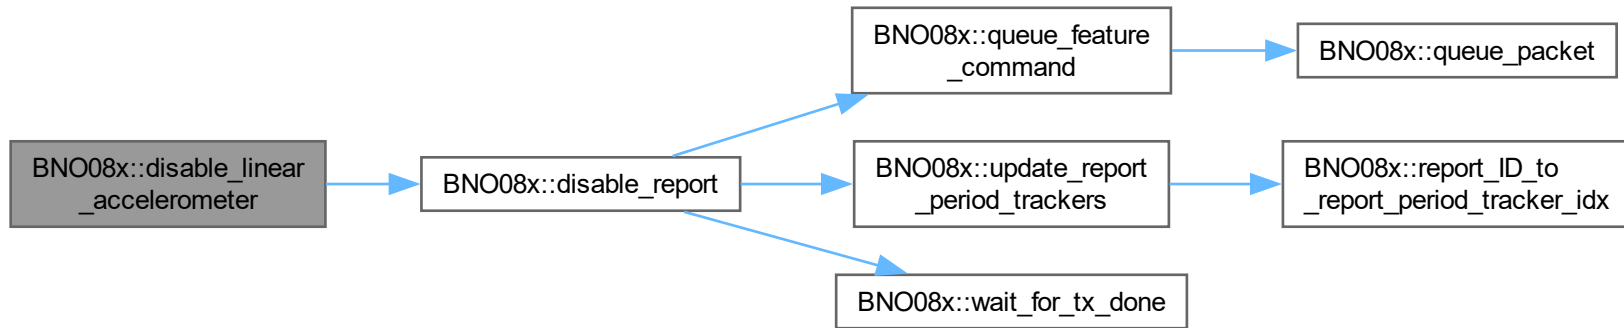 BNO08x::disable_linear
_accelerometer
BNO08x::disable_report
BNO08x::queue_feature
_command
BNO08x::queue_packet
BNO08x::update_report
_period_trackers
BNO08x::report_ID_to
_report_period_tracker_idx
BNO08x::wait_for_tx_done